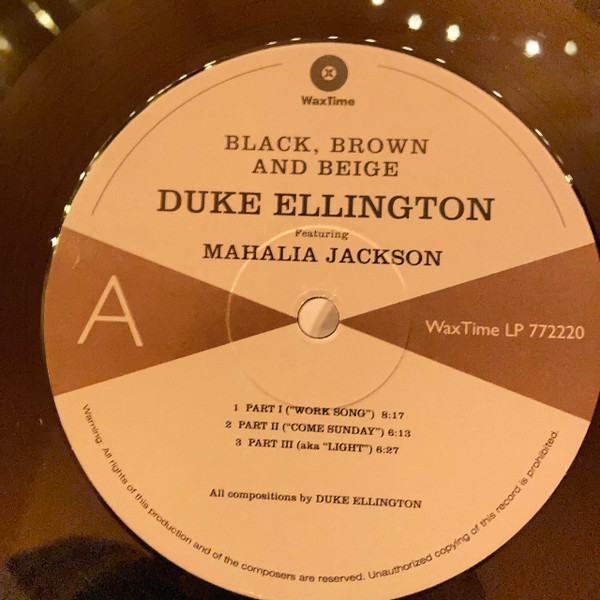 WaxTime
BLACK, BROWN
AND BEIGE
DUKE ELLINGTON
Featuring
MAHALIA JACKSON
A
WaxTime LP 772220
1 PART I ("WORK SONG") 8:17
2 PART II ("COME SUNDAY") 6:13
3 PART III (aka "LIGHT") 6:27
All compositions by DUKE ELLINGTON
Warning. All rights of this production and of the composers are reserved. Unauthorized copying of this record is prohibited.